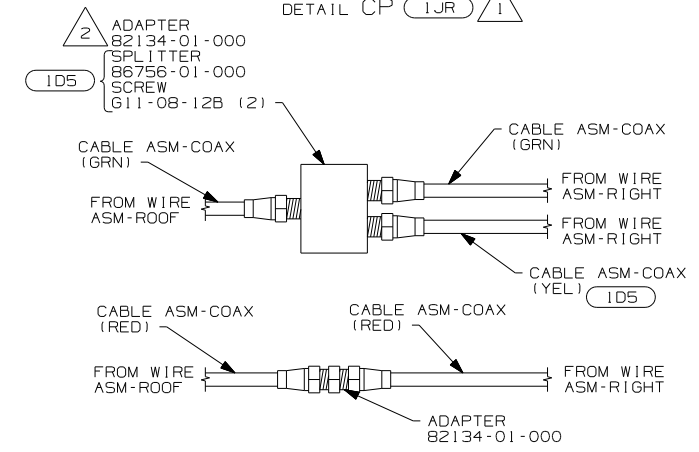 DETAIL CP 1JR 1
2 ADAPTER
82134-01-000
SPLITTER
1D5 86756-01-000
SCREW
G11-08-12B (2)
CABLE ASM-COAX
(GRN)
CABLE ASM-COAX
(GRN)
FROM WIRE
ASM-ROOF
FROM WIRE
ASM-RIGHT
FROM WIRE
ASM-RIGHT
CABLE ASM-COAX
(YEL) 1D5
CABLE ASM-COAX
(RED)
CABLE ASM-COAX
(RED)
FROM WIRE
ASM-ROOF
FROM WIRE
ASM-RIGHT
ADAPTER
82134-01-000